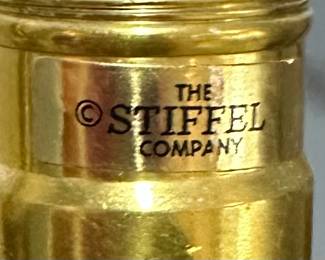 THE
© STIFFEL
COMPANY